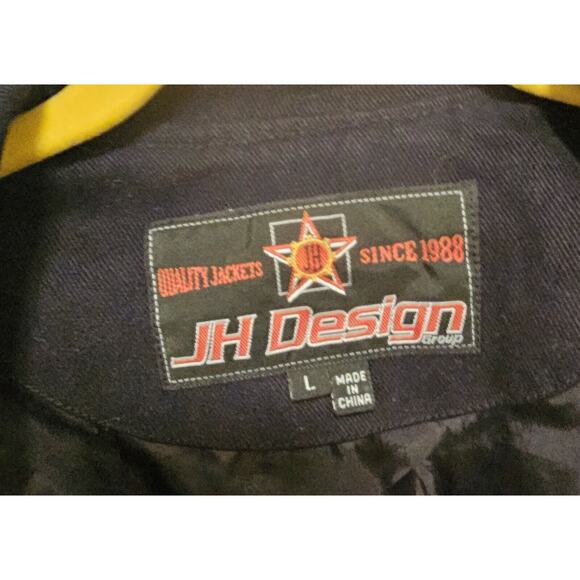 QUALITY JACKETS
JH
SINCE 1988
JH Design
Group
L
MADE
IN
CHINA